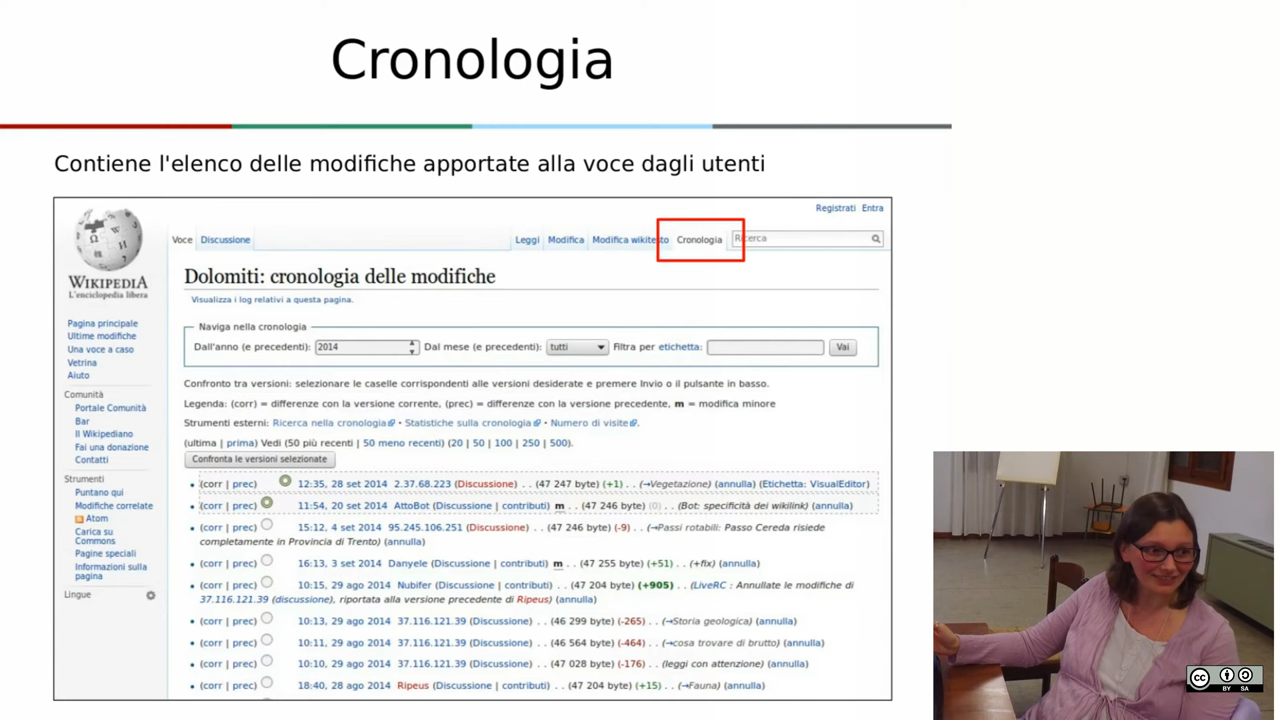 Cronologia
Contiene l'elenco delle modifiche apportate alla voce dagli utenti
Registrati Entra
Voce Discussione Leggi Modifica Modifica wikitesto Cronologia Ricerca
WIKIPEDIA
L'enciclopedia libera
Pagina principale
Ultime modifiche
Una voce a caso
Vetrina
Aiuto
Comunità
Portale Comunità
Bar
Il Wikipediano
Fai una donazione
Contatti
Strumenti
Puntano qui
Modifiche correlate
Atom
Carica su
Commons
Pagine speciali
Informazioni sulla
pagina
Lingue
Dolomiti: cronologia delle modifiche
Visualizza i log relativi a questa pagina.
Naviga nella cronologia
Dall'anno (e precedenti): 2014 Dal mese (e precedenti): tutti Filtra per etichetta: Vai
Confronto tra versioni: selezionare le caselle corrispondenti alle versioni desiderate e premere Invio o il pulsante in basso.
Legenda: (corr) = differenze con la versione corrente, (prec) = differenze con la versione precedente, m = modifica minore
Strumenti esterni: Ricerca nella cronologia · Statistiche sulla cronologia · Numero di visite.
(ultima | prima) Vedi (50 più recenti | 50 meno recenti) (20 | 50 | 100 | 250 | 500).
Confronta le versioni selezionate
(corr | prec) 12:35, 28 set 2014 2.37.68.223 (Discussione) . . (47 247 byte) (+1) . . (→Vegetazione) (annulla) (Etichetta: VisualEditor)
(corr | prec) 11:54, 20 set 2014 AttoBot (Discussione | contributi) m . . (47 246 byte) (0) . . (Bot: specificità dei wikilink) (annulla)
(corr | prec) 15:12, 4 set 2014 95.245.106.251 (Discussione) . . (47 246 byte) (-9) . . (→Passi rotabili: Passo Cereda risiede
completamente in Provincia di Trento) (annulla)
(corr | prec) 16:13, 3 set 2014 Danyele (Discussione | contributi) m . . (47 255 byte) (+51) . . (+fix) (annulla)
(corr | prec) 10:15, 29 ago 2014 Nubifer (Discussione | contributi) . . (47 204 byte) (+905) . . (LiveRC : Annullate le modifiche di
37.116.121.39 (discussione), riportata alla versione precedente di Ripeus) (annulla)
(corr | prec) 10:13, 29 ago 2014 37.116.121.39 (Discussione) . . (46 299 byte) (-265) . . (→Storia geologica) (annulla)
(corr | prec) 10:11, 29 ago 2014 37.116.121.39 (Discussione) . . (46 564 byte) (-464) . . (→cosa trovare di brutto) (annulla)
(corr | prec) 10:10, 29 ago 2014 37.116.121.39 (Discussione) . . (47 028 byte) (-176) . . (leggi con attenzione) (annulla)
(corr | prec) 18:40, 28 ago 2014 Ripeus (Discussione | contributi) . . (47 204 byte) (+15) . . (→Fauna) (annulla)
cc BY SA